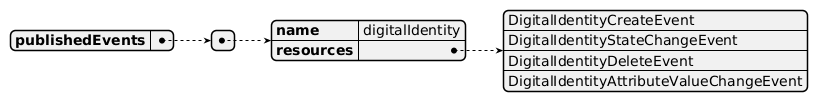 publishedEvents
name digitalIdentity
resources
DigitalIdentityCreateEvent
DigitalIdentityStateChangeEvent
DigitalIdentityDeleteEvent
DigitalIdentityAttributeValueChangeEvent